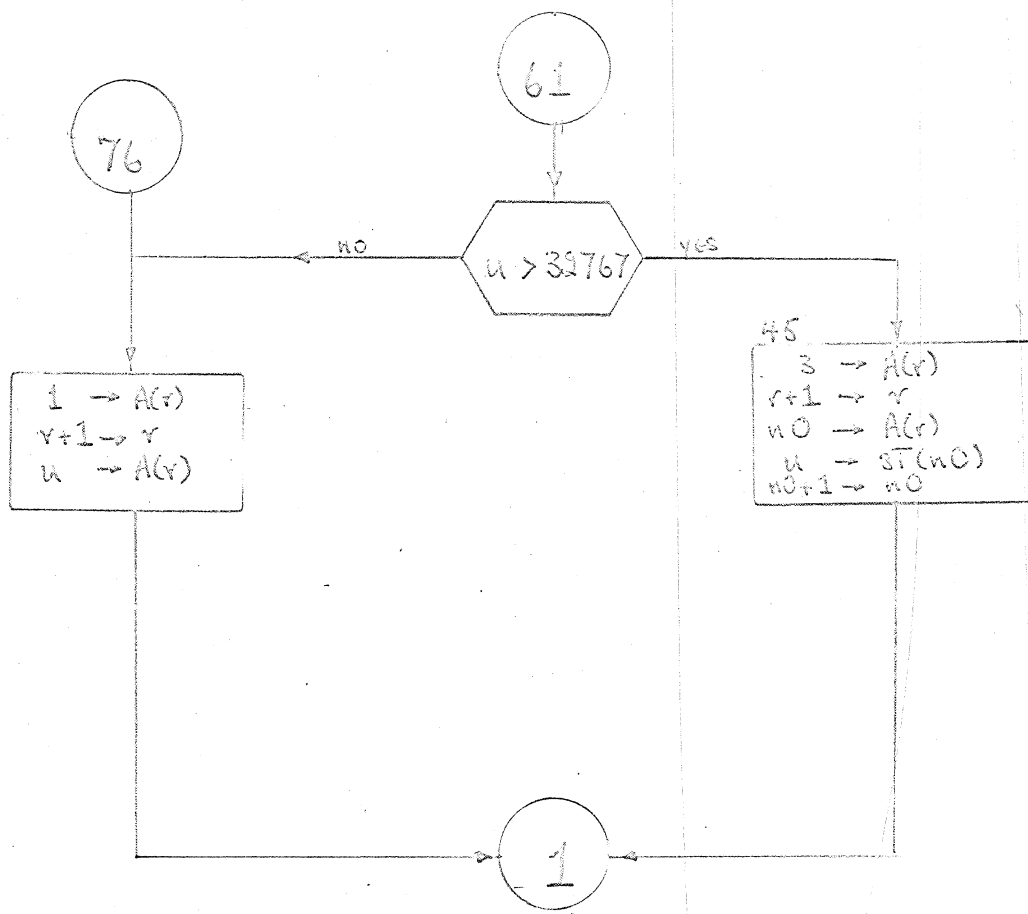 61
76
u > 32767
NO
YES
45
1 → A(r)
r+1 → r
u → A(r)
3 → A(r)
r+1 → r
n0 → A(r)
u → ST(n0)
n0+1 → n0
1